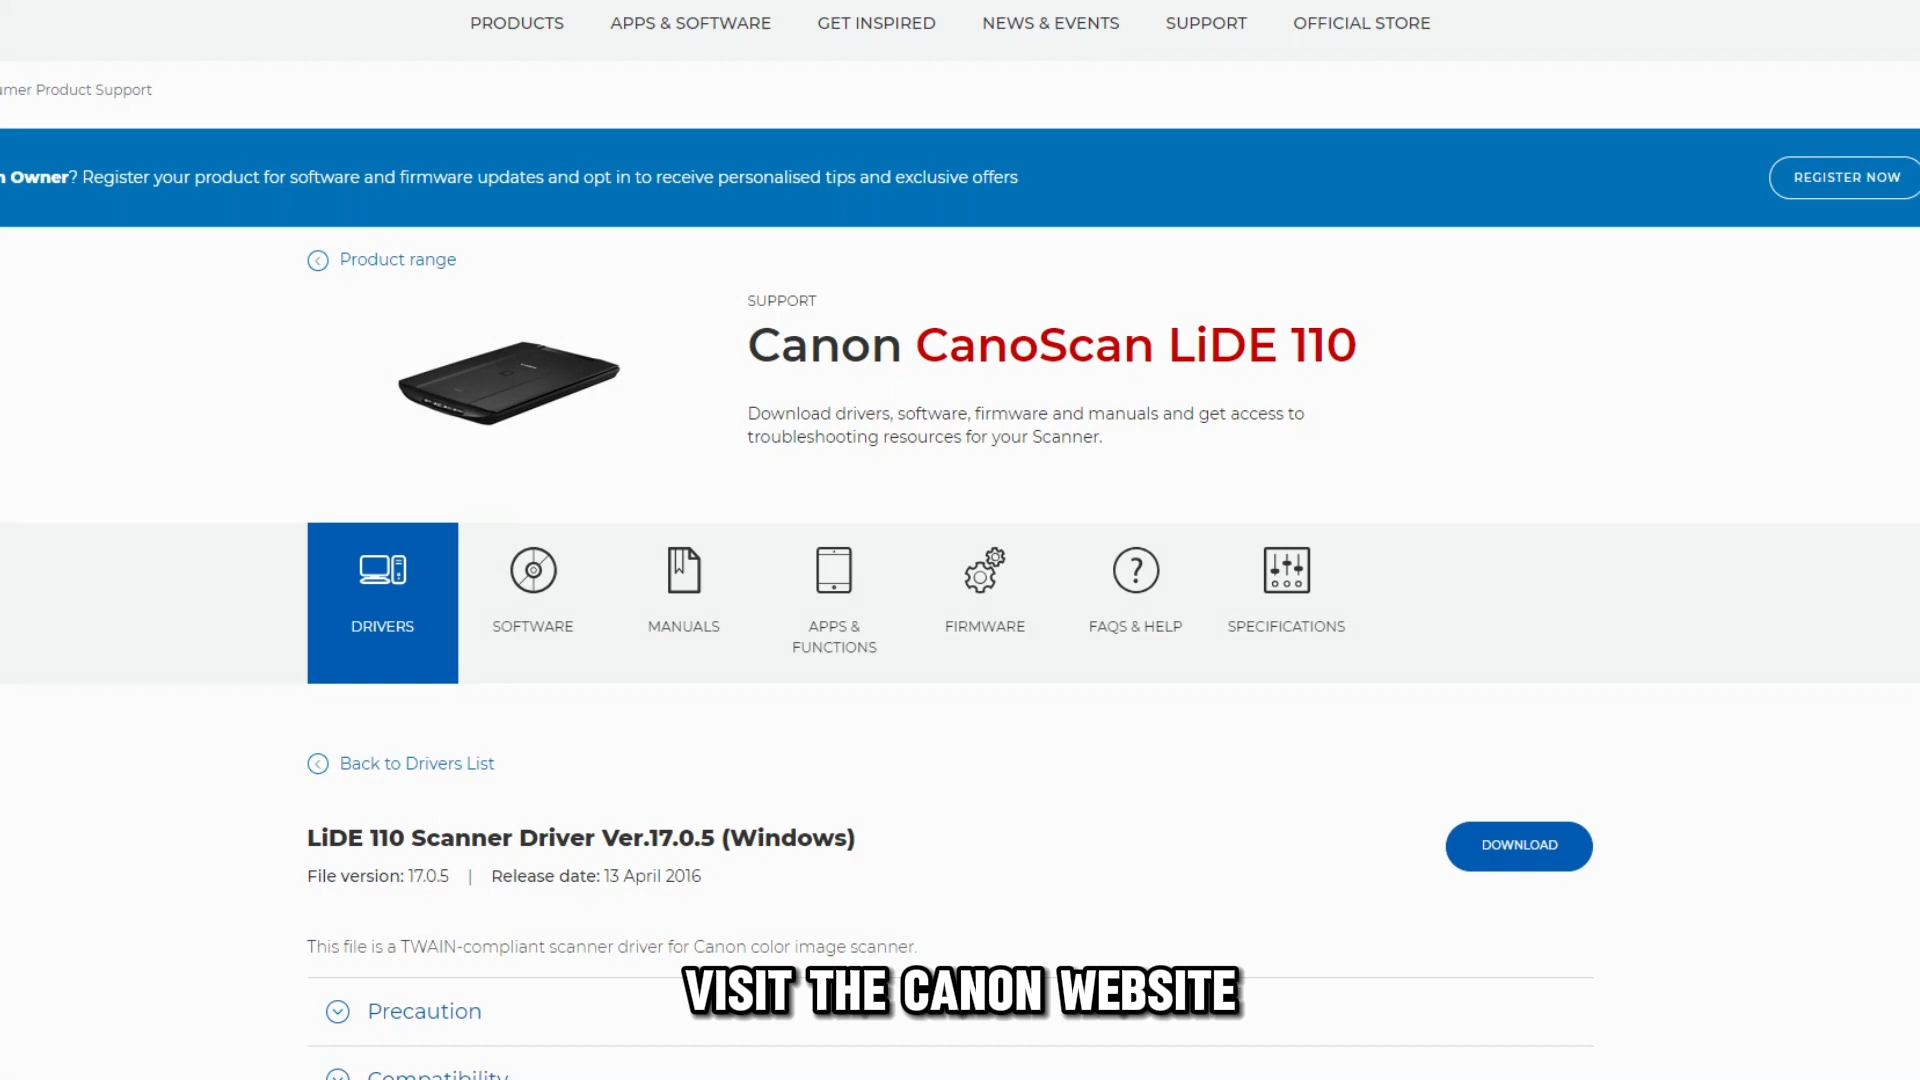 PRODUCTS APPS & SOFTWARE GET INSPIRED NEWS & EVENTS SUPPORT OFFICIAL STORE
umer Product Support
n Owner? Register your product for software and firmware updates and opt in to receive personalised tips and exclusive offers
REGISTER NOW
Product range
SUPPORT
Canon CanoScan LiDE 110
Download drivers, software, firmware and manuals and get access to
troubleshooting resources for your Scanner.
DRIVERS SOFTWARE MANUALS APPS & FUNCTIONS FIRMWARE FAQS & HELP SPECIFICATIONS
Back to Drivers List
LiDE 110 Scanner Driver Ver.17.0.5 (Windows)
DOWNLOAD
File version: 17.0.5 | Release date: 13 April 2016
This file is a TWAIN-compliant scanner driver for Canon color image scanner.
VISIT THE CANON WEBSITE
Precaution
Compatibility